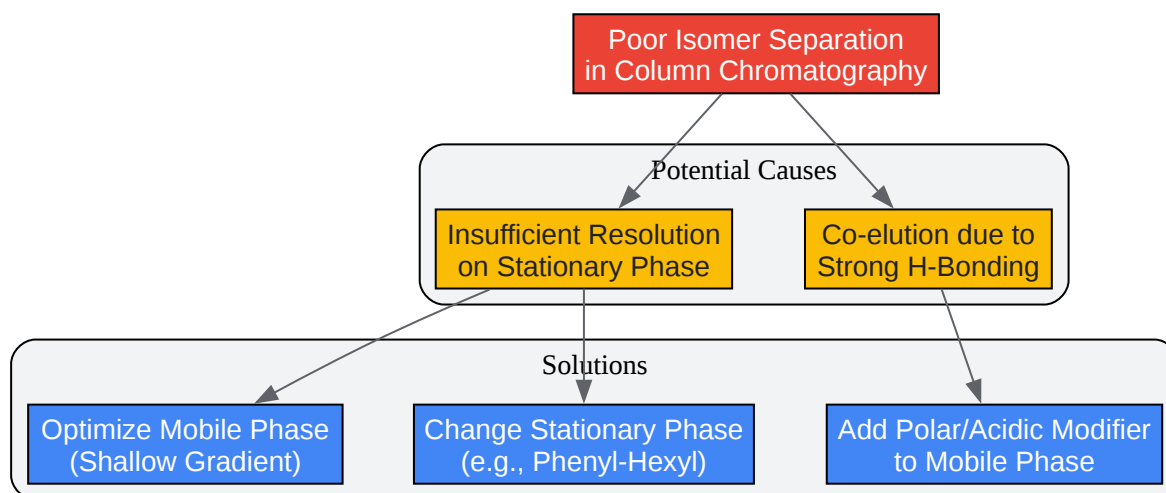 Poor Isomer Separation
in Column Chromatography
Potential Causes
Insufficient Resolution
on Stationary Phase
Co-elution due to
Strong H-Bonding
Solutions
Optimize Mobile Phase
(Shallow Gradient)
Change Stationary Phase
(e.g., Phenyl-Hexyl)
Add Polar/Acidic Modifier
to Mobile Phase